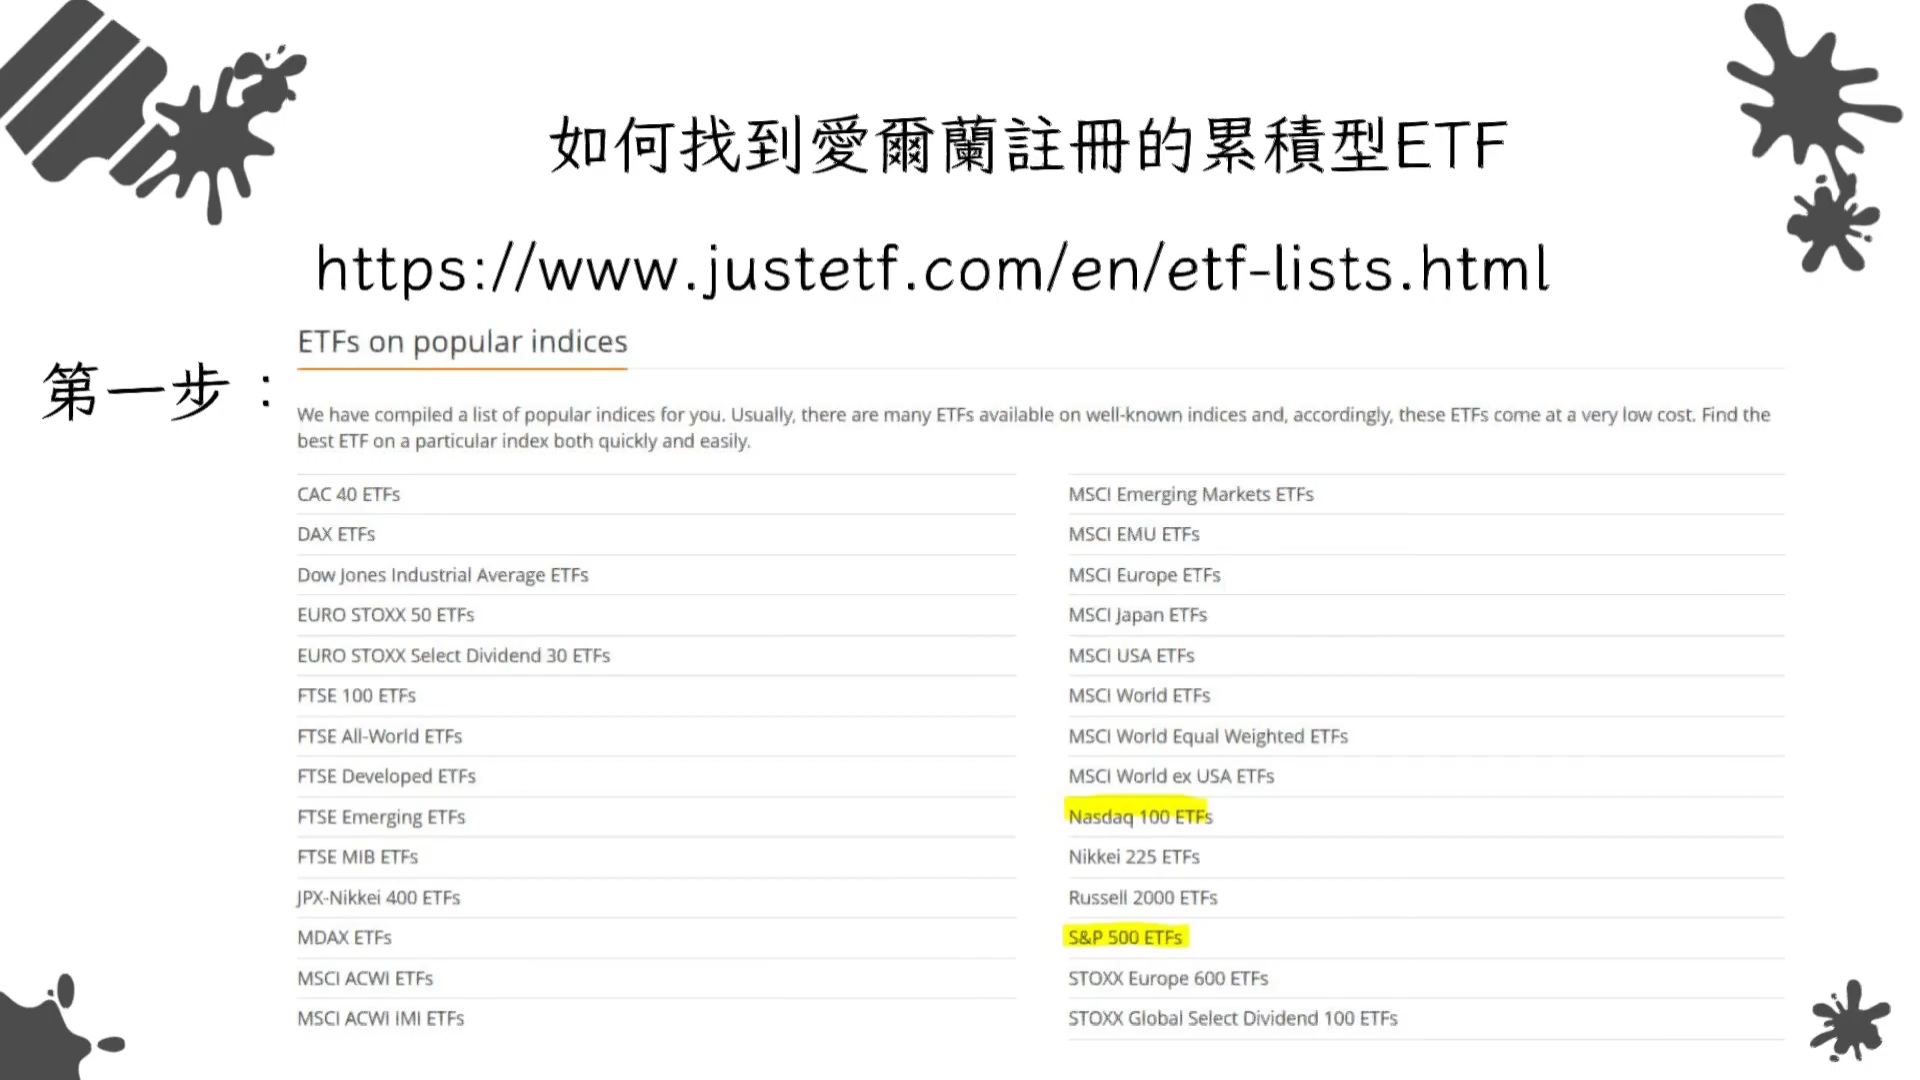 如何找到愛爾蘭註冊的累積型ETF
https://www.justetf.com/en/etf-lists.html
第一步：
ETFs on popular indices
We have compiled a list of popular indices for you. Usually, there are many ETFs available on well-known indices and, accordingly, these ETFs come at a very low cost. Find the
best ETF on a particular index both quickly and easily.
CAC 40 ETFs
DAX ETFs
Dow Jones Industrial Average ETFs
EURO STOXX 50 ETFs
EURO STOXX Select Dividend 30 ETFs
FTSE 100 ETFs
FTSE All-World ETFs
FTSE Developed ETFs
FTSE Emerging ETFs
FTSE MIB ETFs
JPX-Nikkei 400 ETFs
MDAX ETFs
MSCI ACWI ETFs
MSCI ACWI IMI ETFs
MSCI Emerging Markets ETFs
MSCI EMU ETFs
MSCI Europe ETFs
MSCI Japan ETFs
MSCI USA ETFs
MSCI World ETFs
MSCI World Equal Weighted ETFs
MSCI World ex USA ETFs
Nasdaq 100 ETFs
Nikkei 225 ETFs
Russell 2000 ETFs
S&P 500 ETFs
STOXX Europe 600 ETFs
STOXX Global Select Dividend 100 ETFs